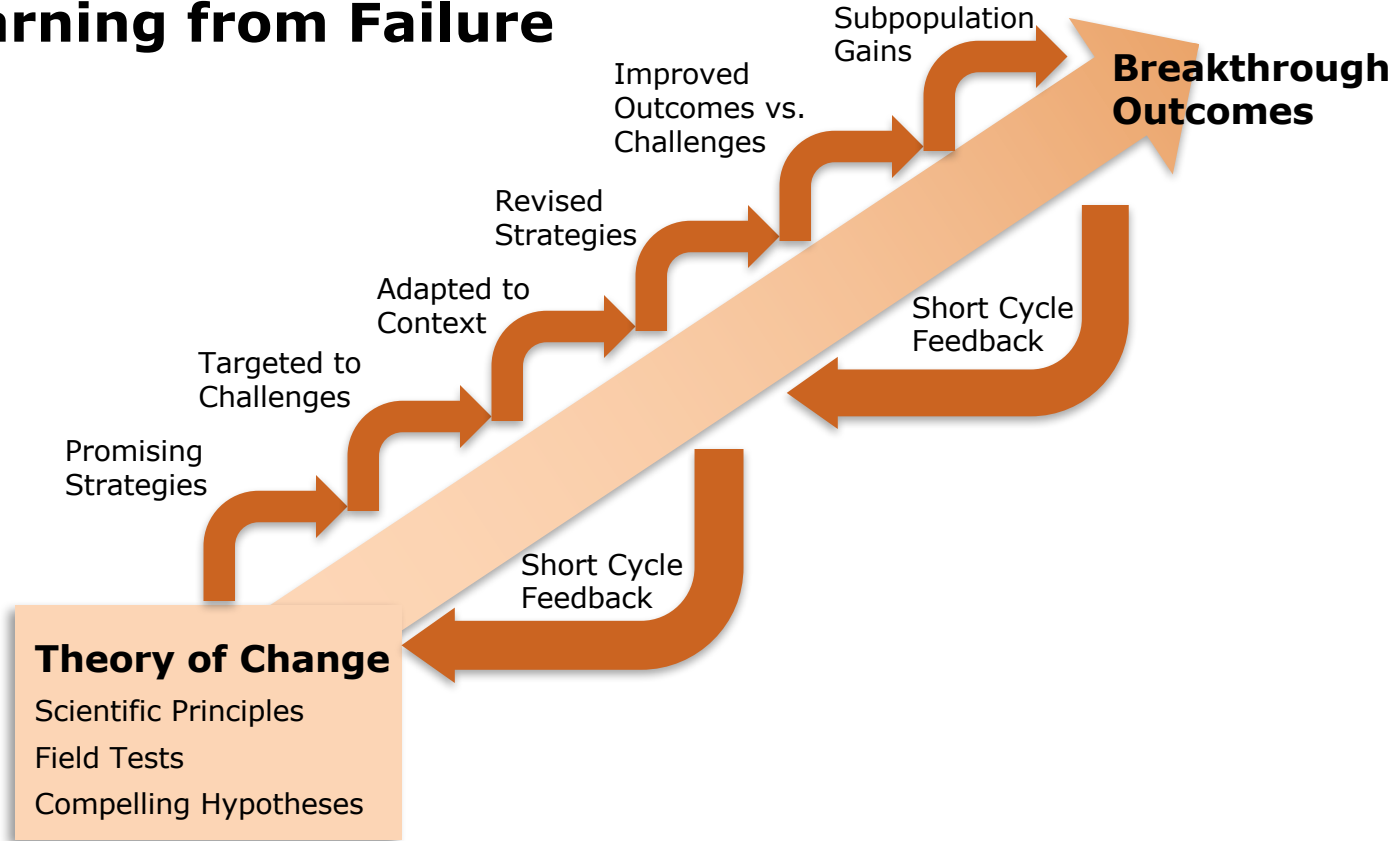 arning from Failure
Subpopulation
Gains
Breakthrough
Outcomes
Improved
Outcomes vs.
Challenges
Revised
Strategies
Adapted to
Context
Short Cycle
Feedback
Targeted to
Challenges
Promising
Strategies
Short Cycle
Feedback
Theory of Change
Scientific Principles
Field Tests
Compelling Hypotheses